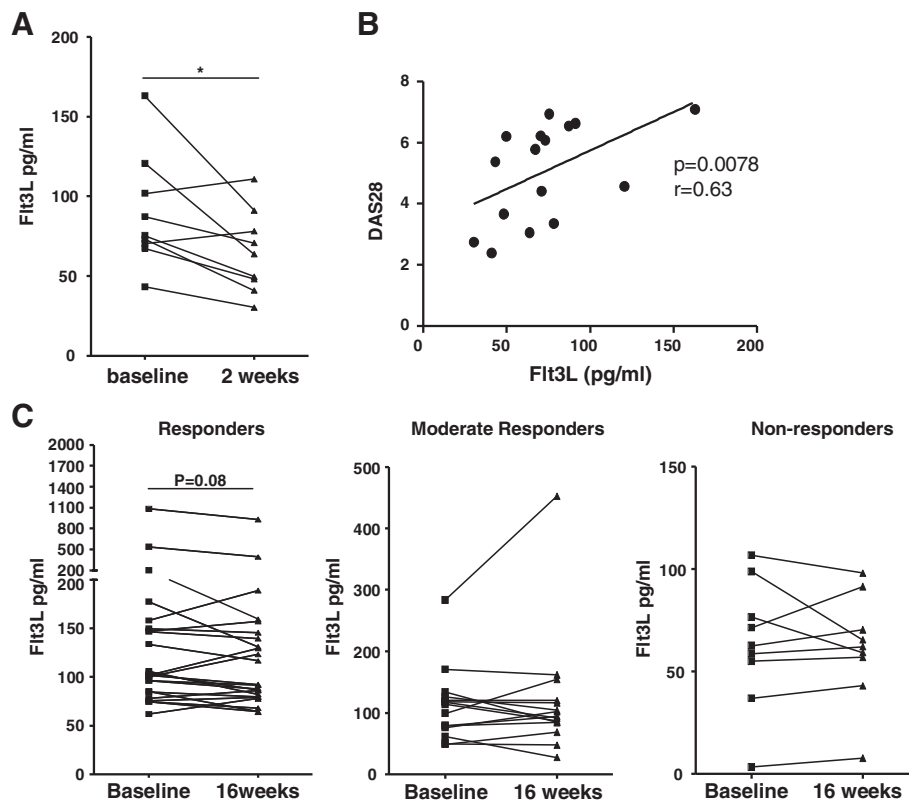 A
200
150
100
50
0
Flt3L pg/ml
*
baseline 2 weeks
B
8
6
4
2
0
DAS28
p=0.0078
r=0.63
0 50 100 150 200
Flt3L (pg/ml)
C
Responders
2000
1700
1400
1100
800
500
200
200
150
100
50
0
Flt3L pg/ml
P=0.08
Baseline 16weeks
Moderate Responders
500
400
300
200
100
0
Flt3L pg/ml
Baseline 16 weeks
Non-responders
150
100
50
0
Flt3L pg/ml
Baseline 16 weeks